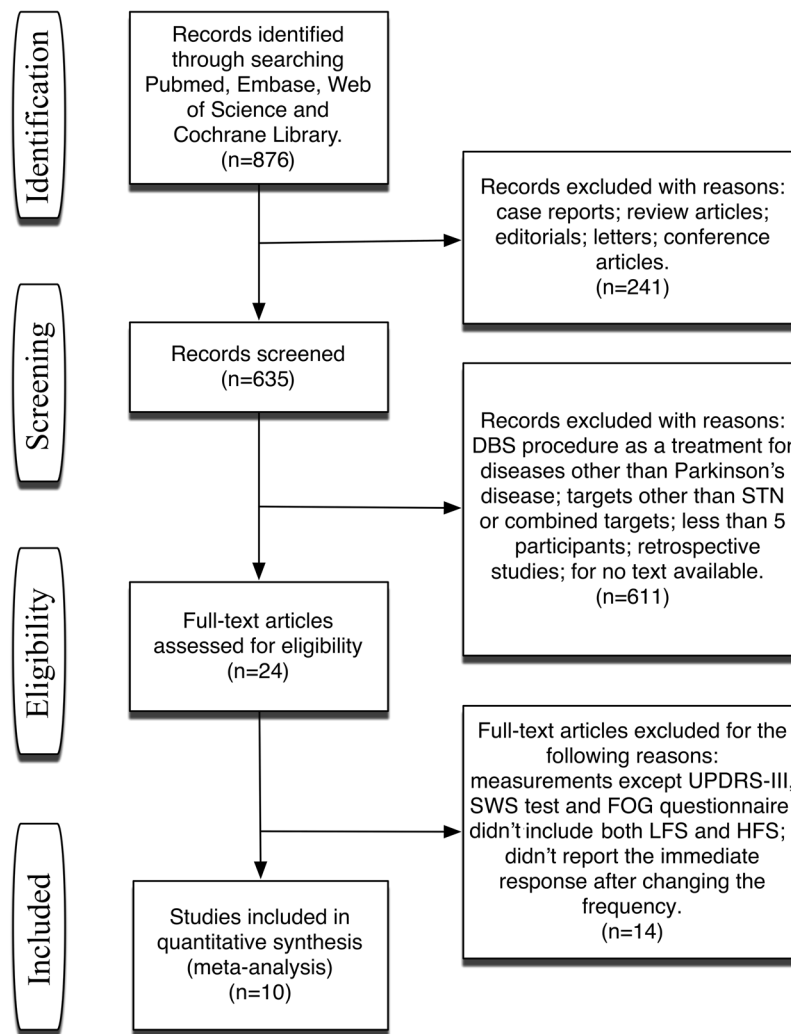 Identification
Records identified
through searching
Pubmed, Embase, Web
of Science and
Cochrane Library.
(n=876)
Records excluded with reasons:
case reports; review articles;
editorials; letters; conference
articles.
(n=241)
Screening
Records screened
(n=635)
Records excluded with reasons:
DBS procedure as a treatment for
diseases other than Parkinson's
disease; targets other than STN
or combined targets; less than 5
participants; retrospective
studies; for no text available.
(n=611)
Eligibility
Full-text articles
assessed for eligibility
(n=24)
Full-text articles excluded for the
following reasons:
measurements except UPDRS-III,
SWS test and FOG questionnaire
didn't include both LFS and HFS;
didn't report the immediate
response after changing the
frequency.
(n=14)
Included
Studies included in
quantitative synthesis
(meta-analysis)
(n=10)